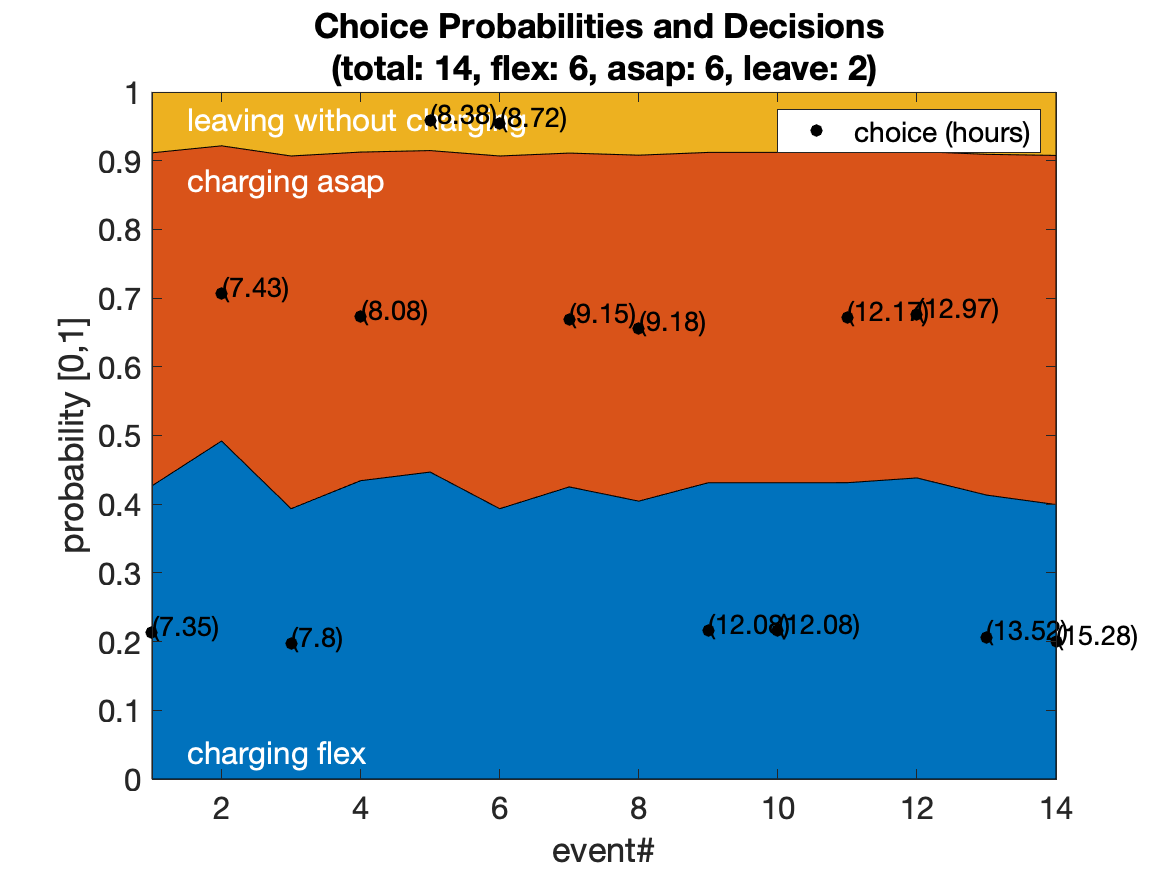 Choice Probabilities and Decisions
(total: 14, flex: 6, asap: 6, leave: 2)
1
leaving without charging
(8.38)
(8.72)
choice (hours)
0.9
charging asap
0.8
0.7
(7.43)
(8.08)
(9.15)
(9.18)
(12.17)
(12.97)
0.6
probability [0,1]
0.5
0.4
0.3
0.2
(7.35)
(7.8)
(12.08)
(12.08)
(13.52)
(15.28)
0.1
charging flex
0
2 4 6 8 10 12 14
event#